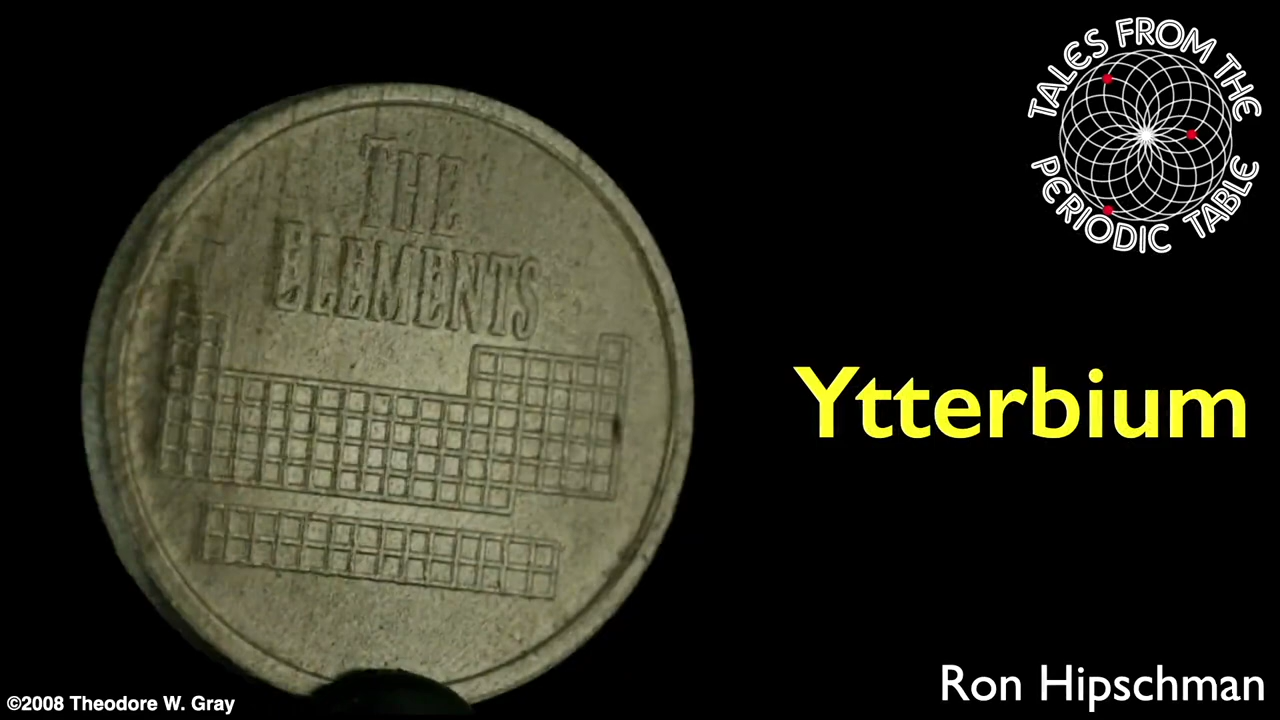 TALES FROM THE
PERIODIC TABLE
THE
ELEMENTS
Ytterbium
Ron Hipschman
©2008 Theodore W. Gray